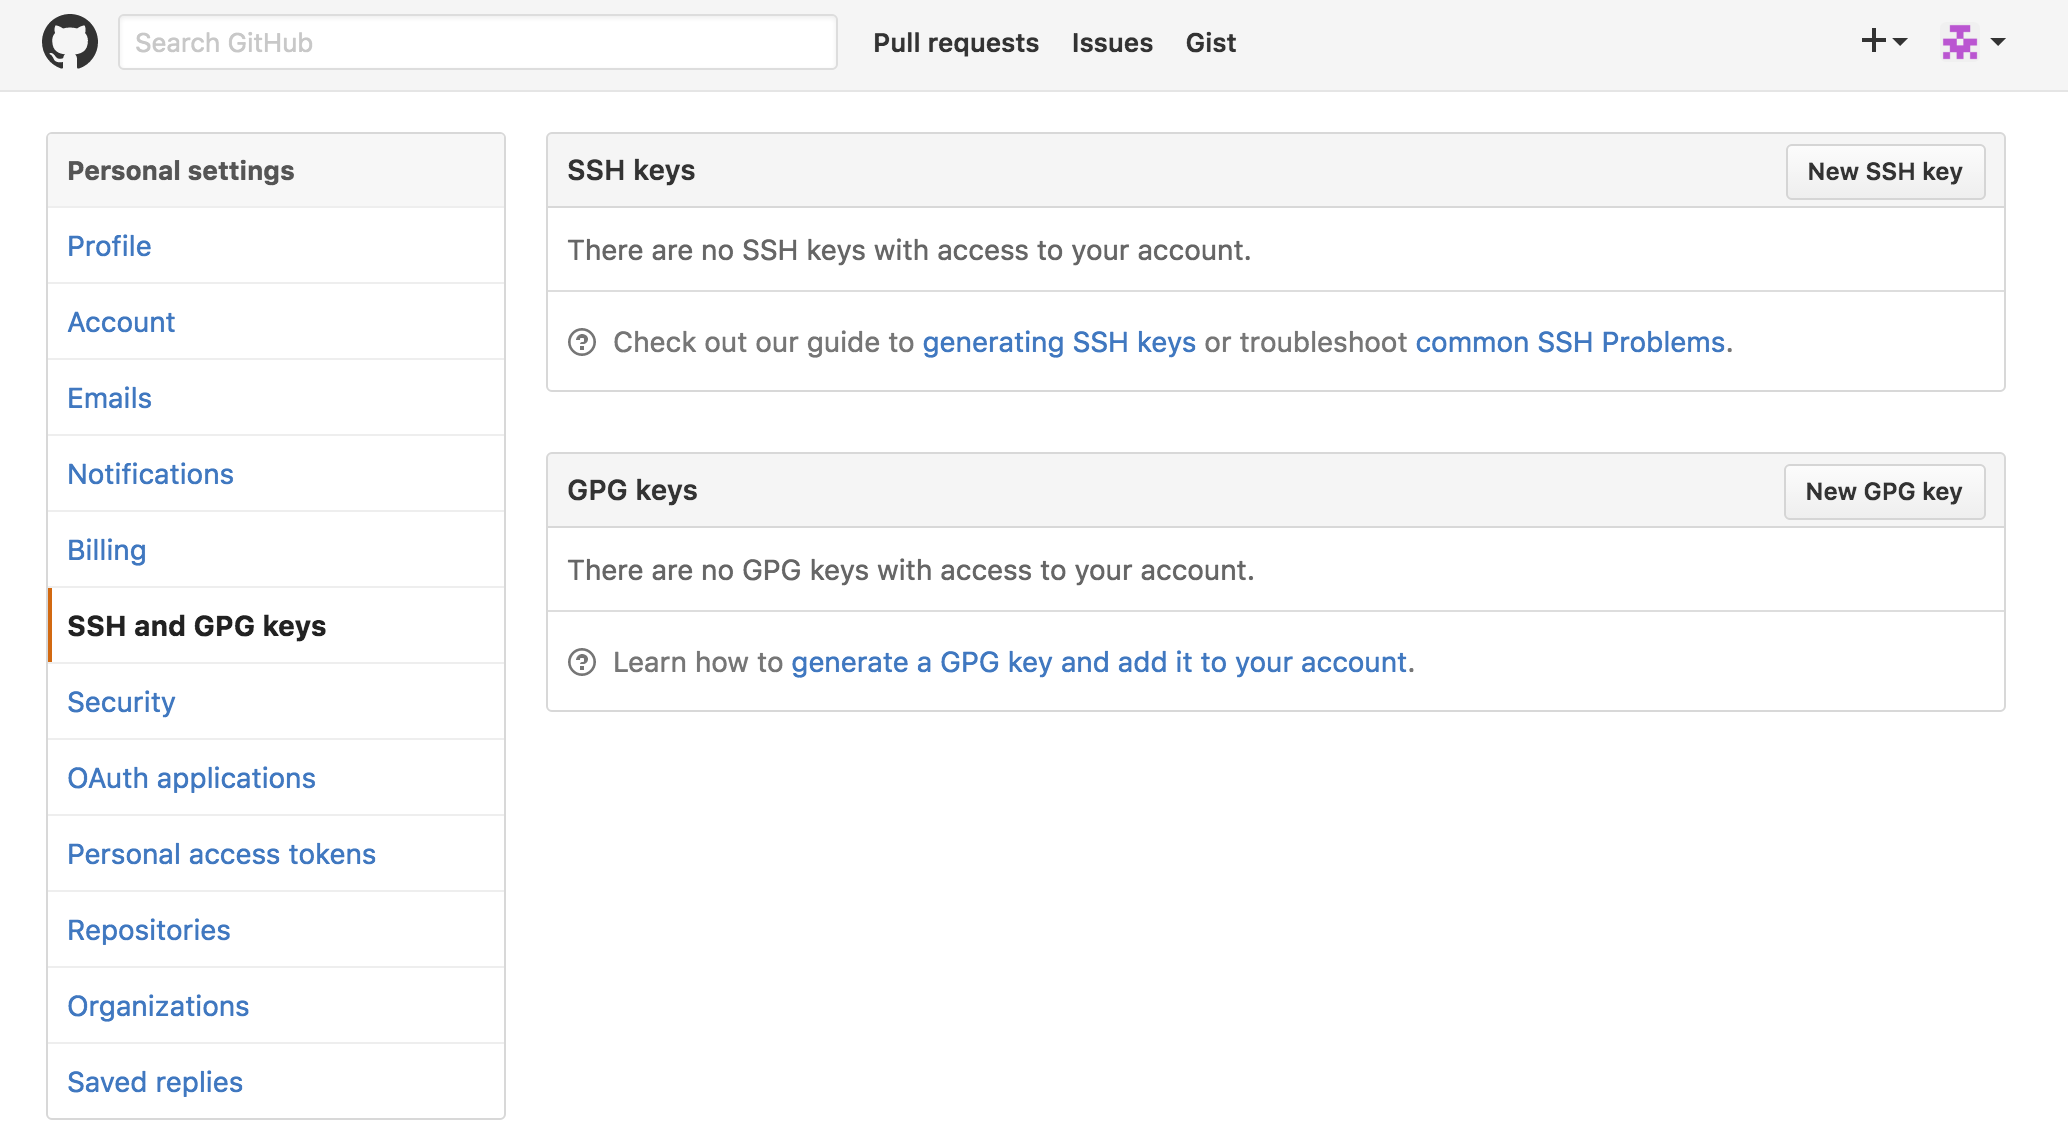 Search GitHub
Pull requests Issues Gist
Personal settings
Profile
Account
Emails
Notifications
Billing
SSH and GPG keys
Security
OAuth applications
Personal access tokens
Repositories
Organizations
Saved replies
SSH keys
New SSH key
There are no SSH keys with access to your account.
Check out our guide to generating SSH keys or troubleshoot common SSH Problems.
GPG keys
New GPG key
There are no GPG keys with access to your account.
Learn how to generate a GPG key and add it to your account.